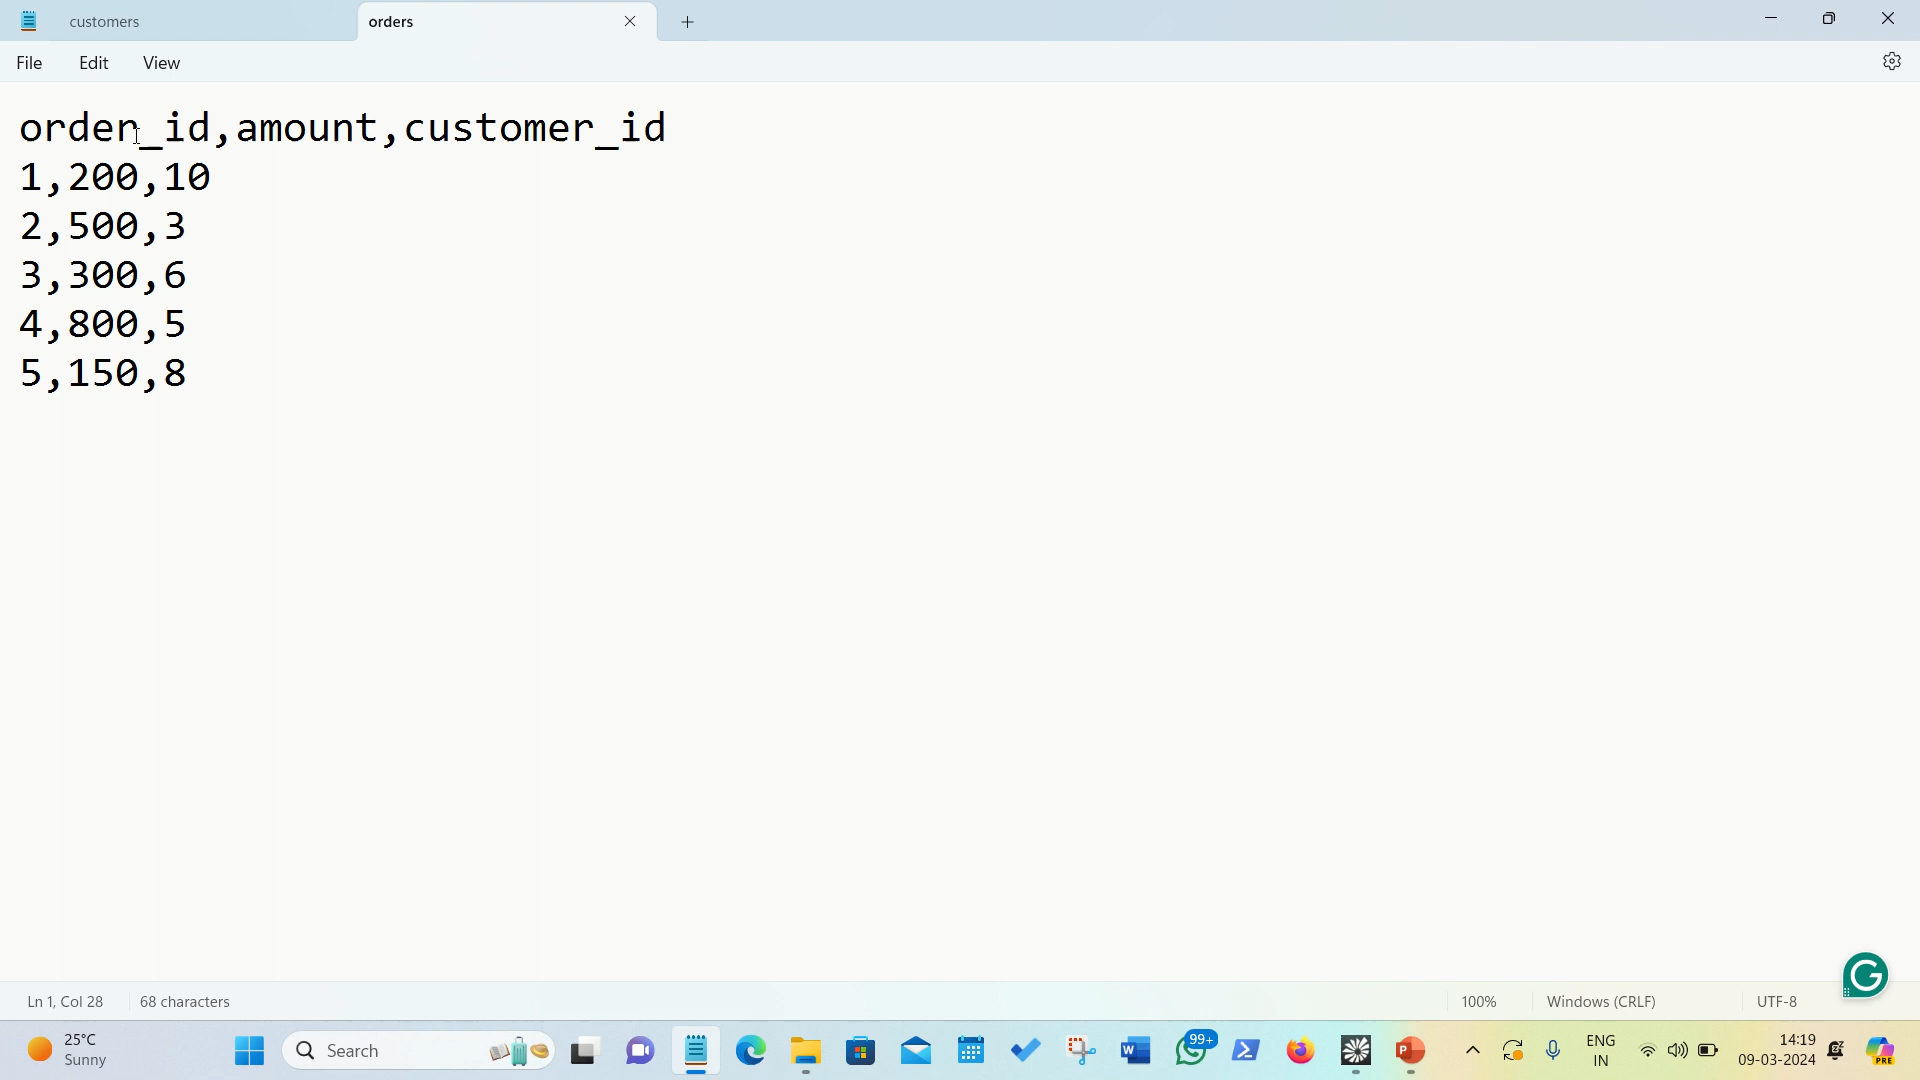 customers
orders
File Edit View
order_id,amount,customer_id
1,200,10
2,500,3
3,300,6
4,800,5
5,150,8
Ln 1, Col 28 68 characters 100% Windows (CRLF) UTF-8
25°C
Sunny
Search
99+
ENG
IN
14:19
09-03-2024
PRE